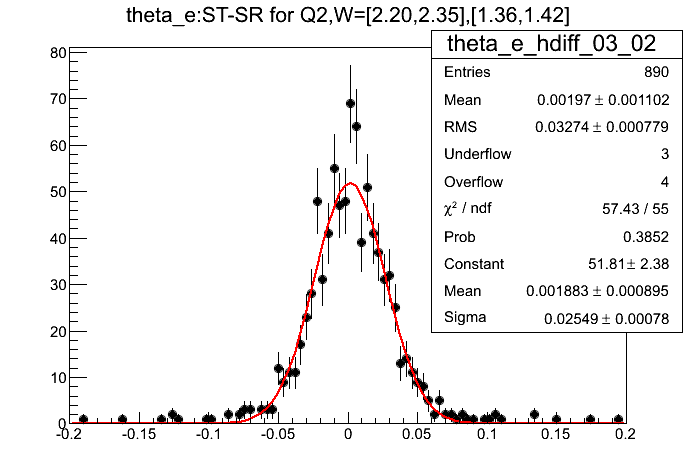 theta_e:ST-SR for Q2,W=[2.20,2.35],[1.36,1.42]
theta_e_hdiff_03_02
Entries 890
Mean 0.00197 ± 0.001102
RMS 0.03274 ± 0.000779
Underflow 3
Overflow 4
χ² / ndf 57.43 / 55
Prob 0.3852
Constant 51.81± 2.38
Mean 0.001883 ± 0.000895
Sigma 0.02549 ± 0.00078
80
70
60
50
40
30
20
10
0
-0.2 -0.15 -0.1 -0.05 0 0.05 0.1 0.15 0.2